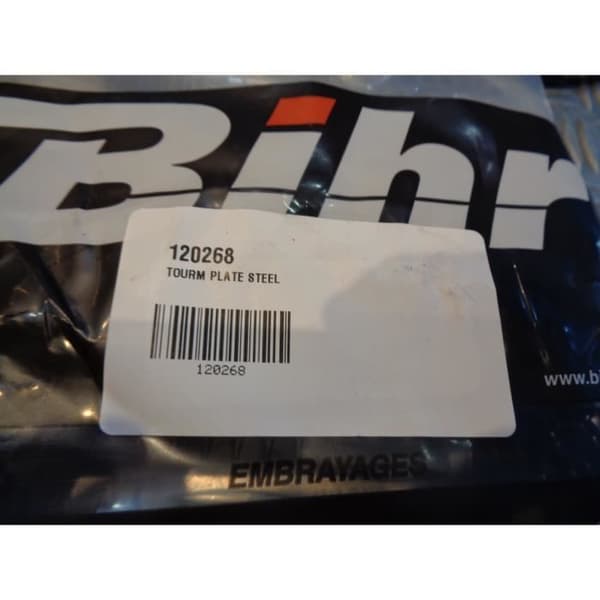 Bihr
120268
TOURM PLATE STEEL
120268
www.b
EMBRAYAGES